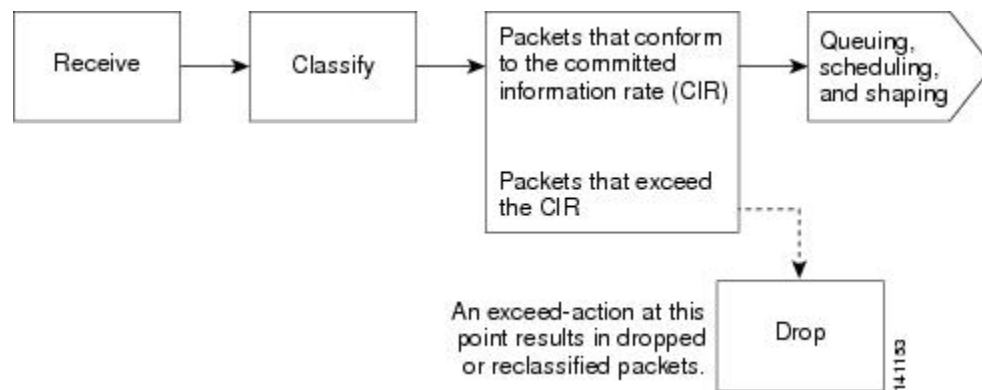 Receive
Classify
Packets that conform
to the committed
information rate (CIR)
Packets that exceed
the CIR
Queuing,
scheduling,
and shaping
An exceed-action at this
point results in dropped
or reclassified packets.
Drop
141153